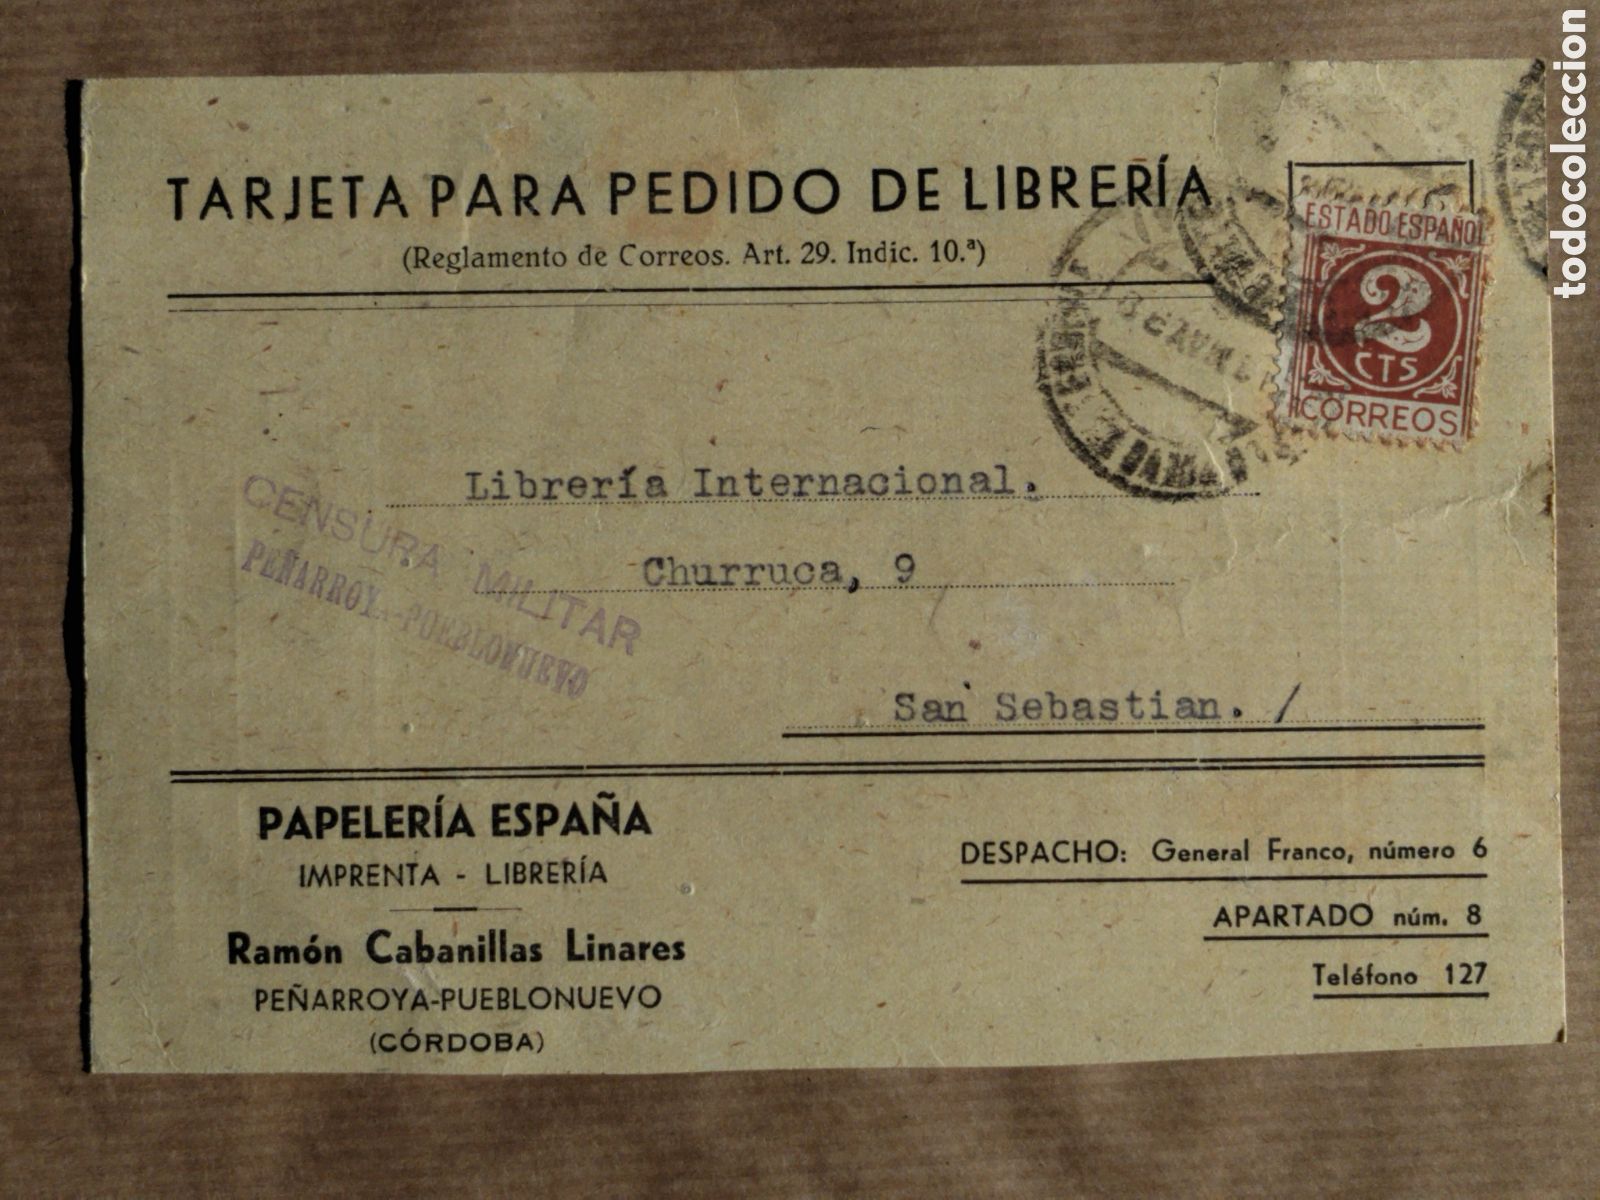 TARJETA PARA PEDIDO DE LIBRERÍA
(Reglamento de Correos. Art. 29. Indic. 10.ª)
ESTADO ESPAÑOL
2
CTS
CORREOS
Librería Internacional.
Churruca, 9
San Sebastian. /
CENSURA MILITAR
PEÑARROYA-PUEBLONUEVO
PAPELERÍA ESPAÑA
IMPRENTA - LIBRERÍA
Ramón Cabanillas Linares
PEÑARROYA-PUEBLONUEVO
(CÓRDOBA)
DESPACHO: General Franco, número 6
APARTADO núm. 8
Teléfono 127
todocoleccion